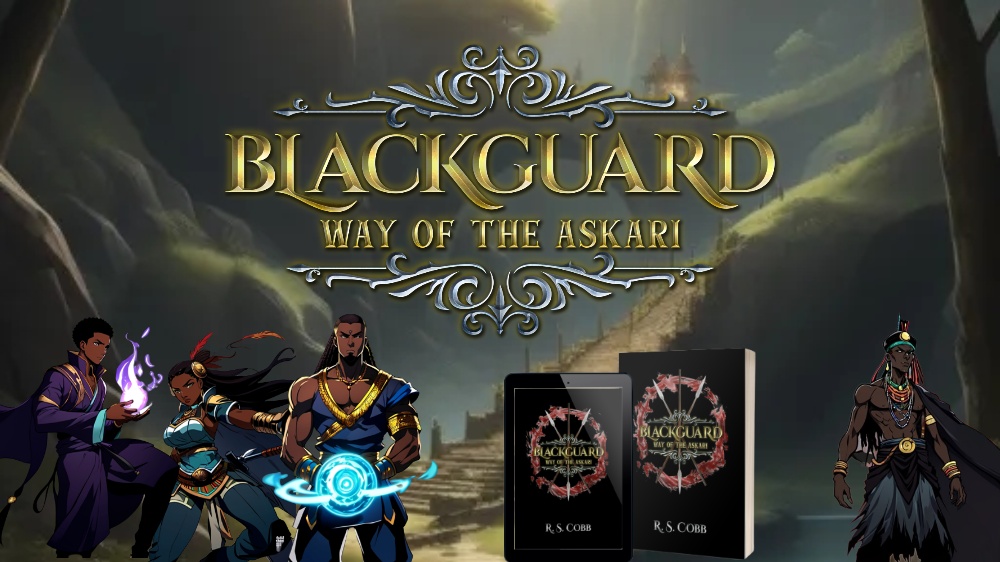 BLACKGUARD
WAY OF THE ASKARI
BLACKGUARD
WAY OF THE ASKARI
R. S. COBB
BLACKGUARD
WAY OF THE ASKARI
R. S. COBB